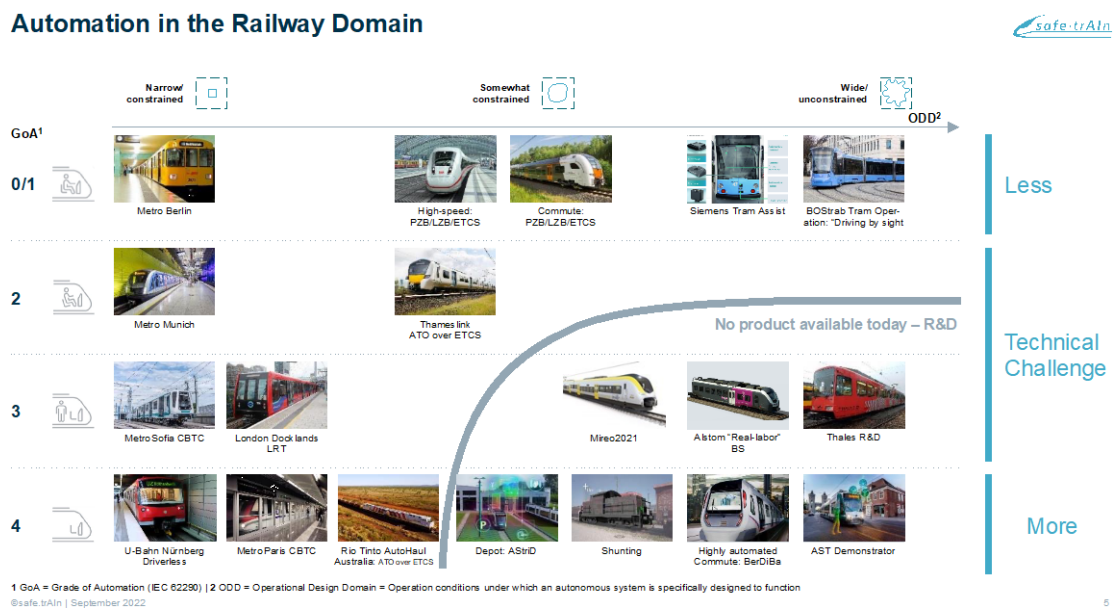 Automation in the Railway Domain
safe.trAIn
Narrow/
constrained
Somewhat
constrained
Wide/
unconstrained
ODD2
GoA1
0/1
Metro Berlin
High-speed:
PZB/LZB/ETCS
Commute:
PZB/LZB/ETCS
Siemens Tram Assist
BOStrab Tram Oper-
ation: “Driving by sight
Less
2
Metro Munich
Thameslink
ATO over ETCS
No product available today – R&D
Technical
Challenge
3
Metro Sofia CBTC
London Docklands
LRT
Mireo2021
Alstom “Real-labor”
BS
Thales R&D
4
P
U-Bahn Nürnberg
Driverless
Metro Paris CBTC
Rio Tinto AutoHaul
Australia: ATO over ETCS
Depot: AStriD
Shunting
Highly automated
Commute: BerDiBa
AST Demonstrator
More
1 GoA = Grade of Automation (IEC 62290) | 2 ODD = Operational Design Domain = Operation conditions under which an autonomous system is specifically designed to function
©safe.trAIn | September 2022
5